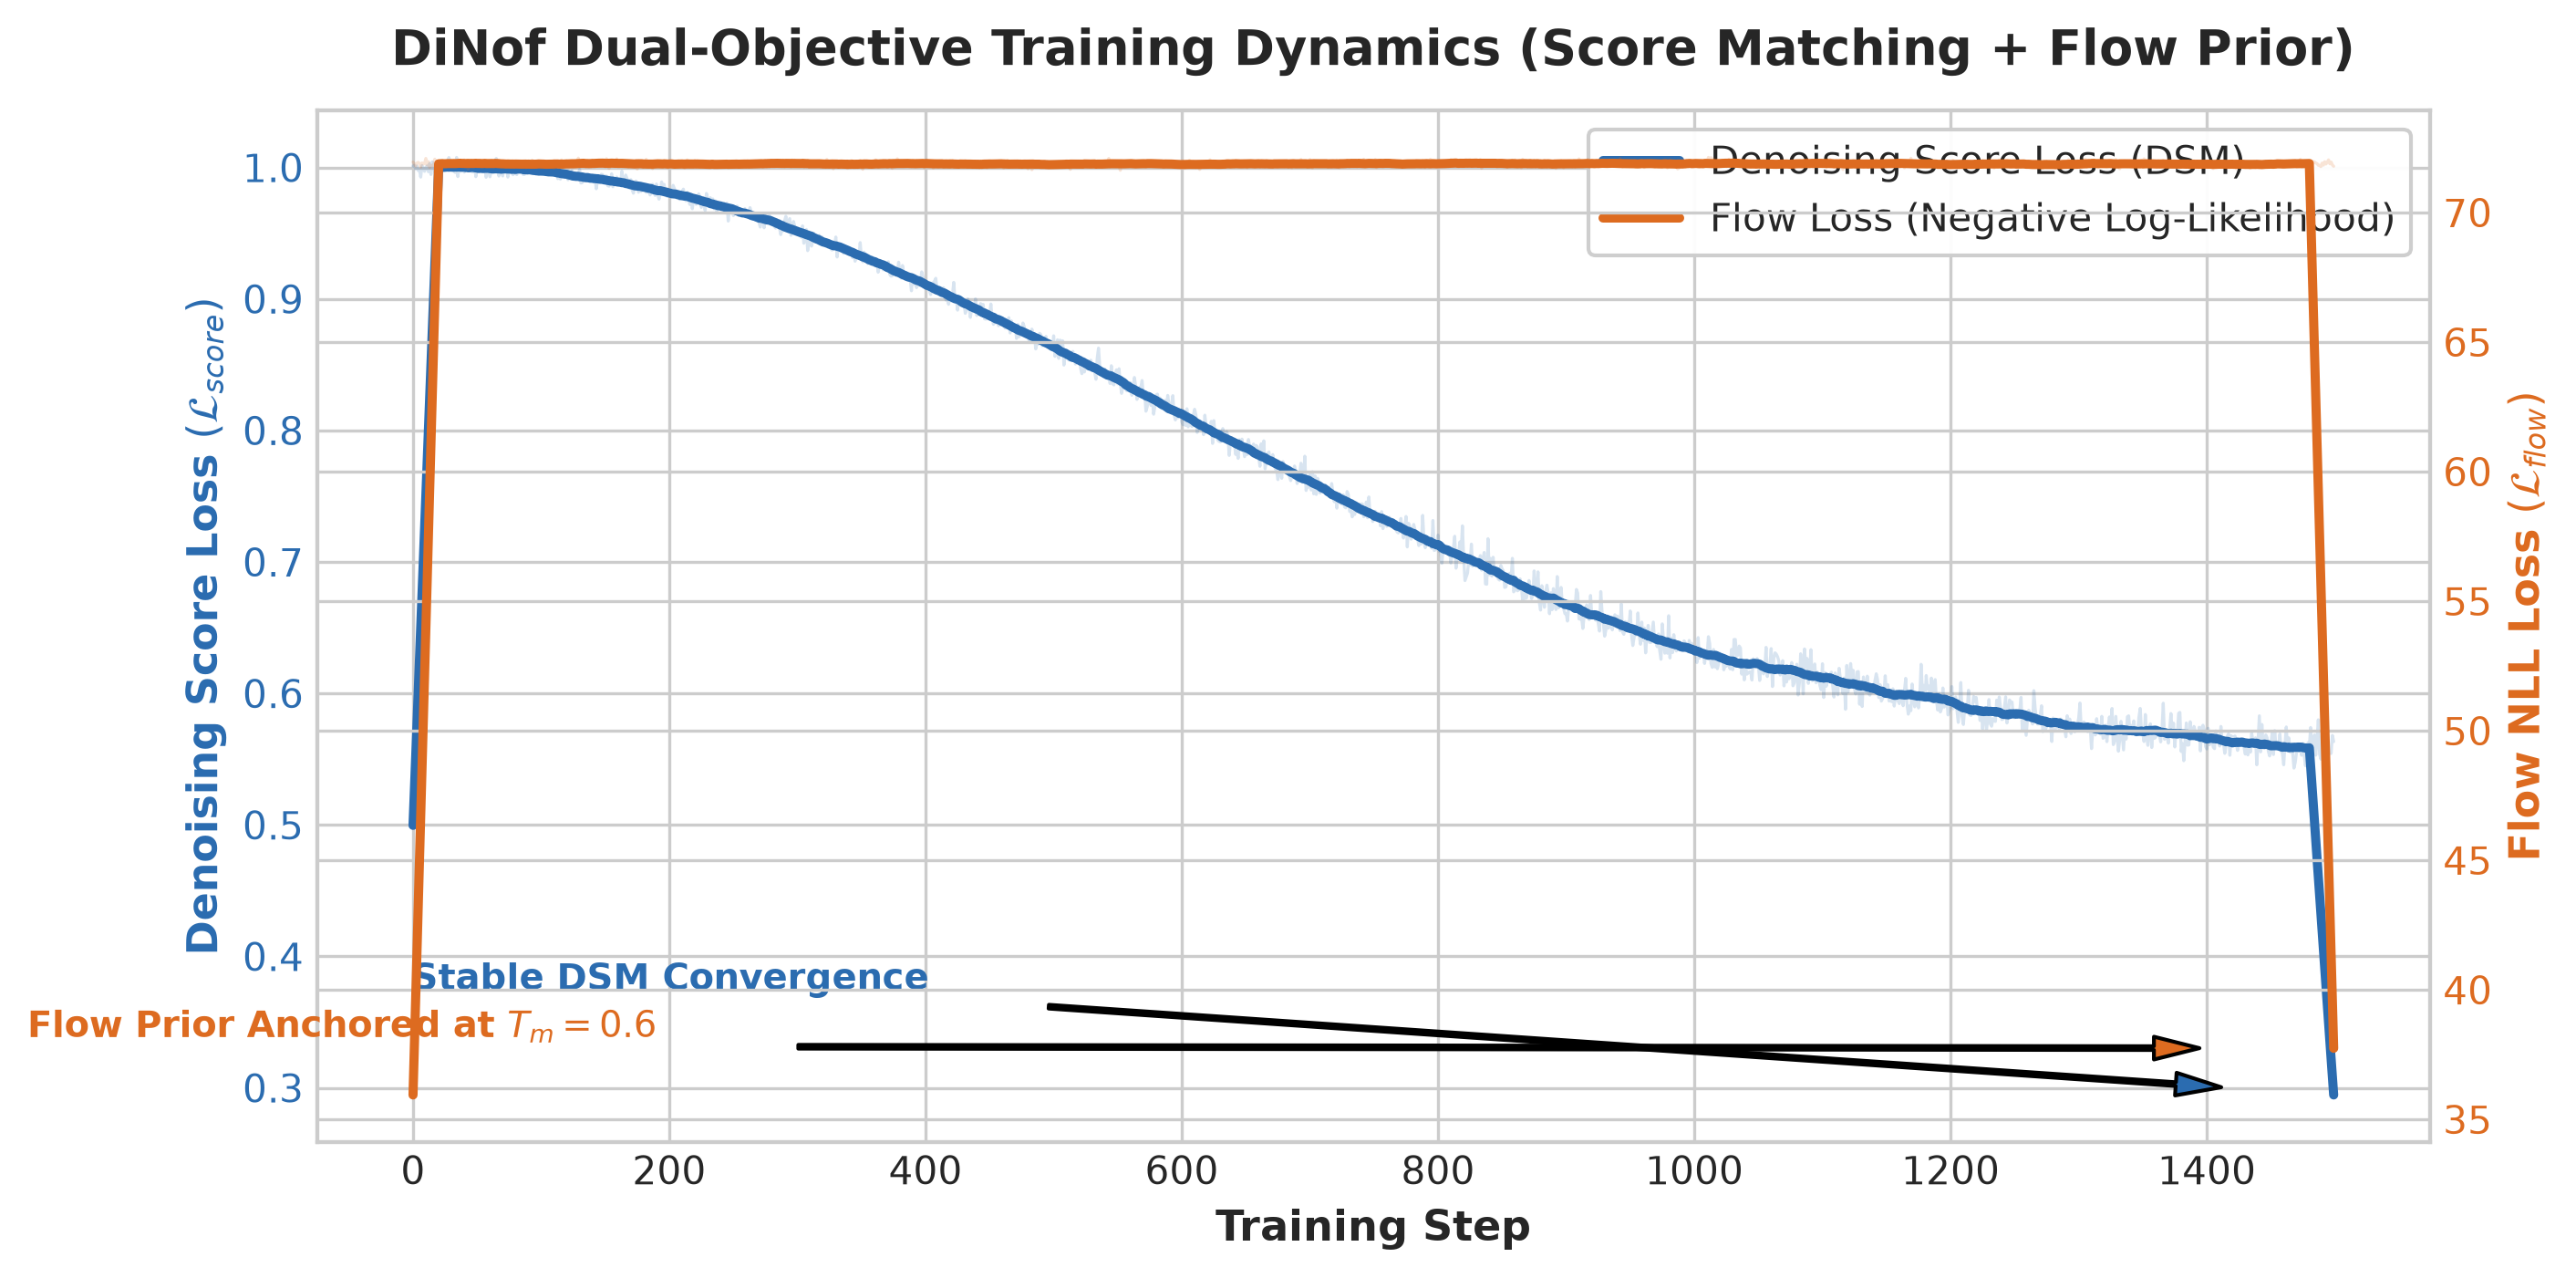 DiNof Dual-Objective Training Dynamics (Score Matching + Flow Prior)
Denoising Score Loss (DSM)
Flow Loss (Negative Log-Likelihood)
Denoising Score Loss (ℒ_score)
1.0
0.9
0.8
0.7
0.6
0.5
0.4
0.3
70
65
60
55
50
45
40
35
Flow NLL Loss (ℒ_flow)
Stable DSM Convergence
Flow Prior Anchored at T_m = 0.6
0 200 400 600 800 1000 1200 1400
Training Step